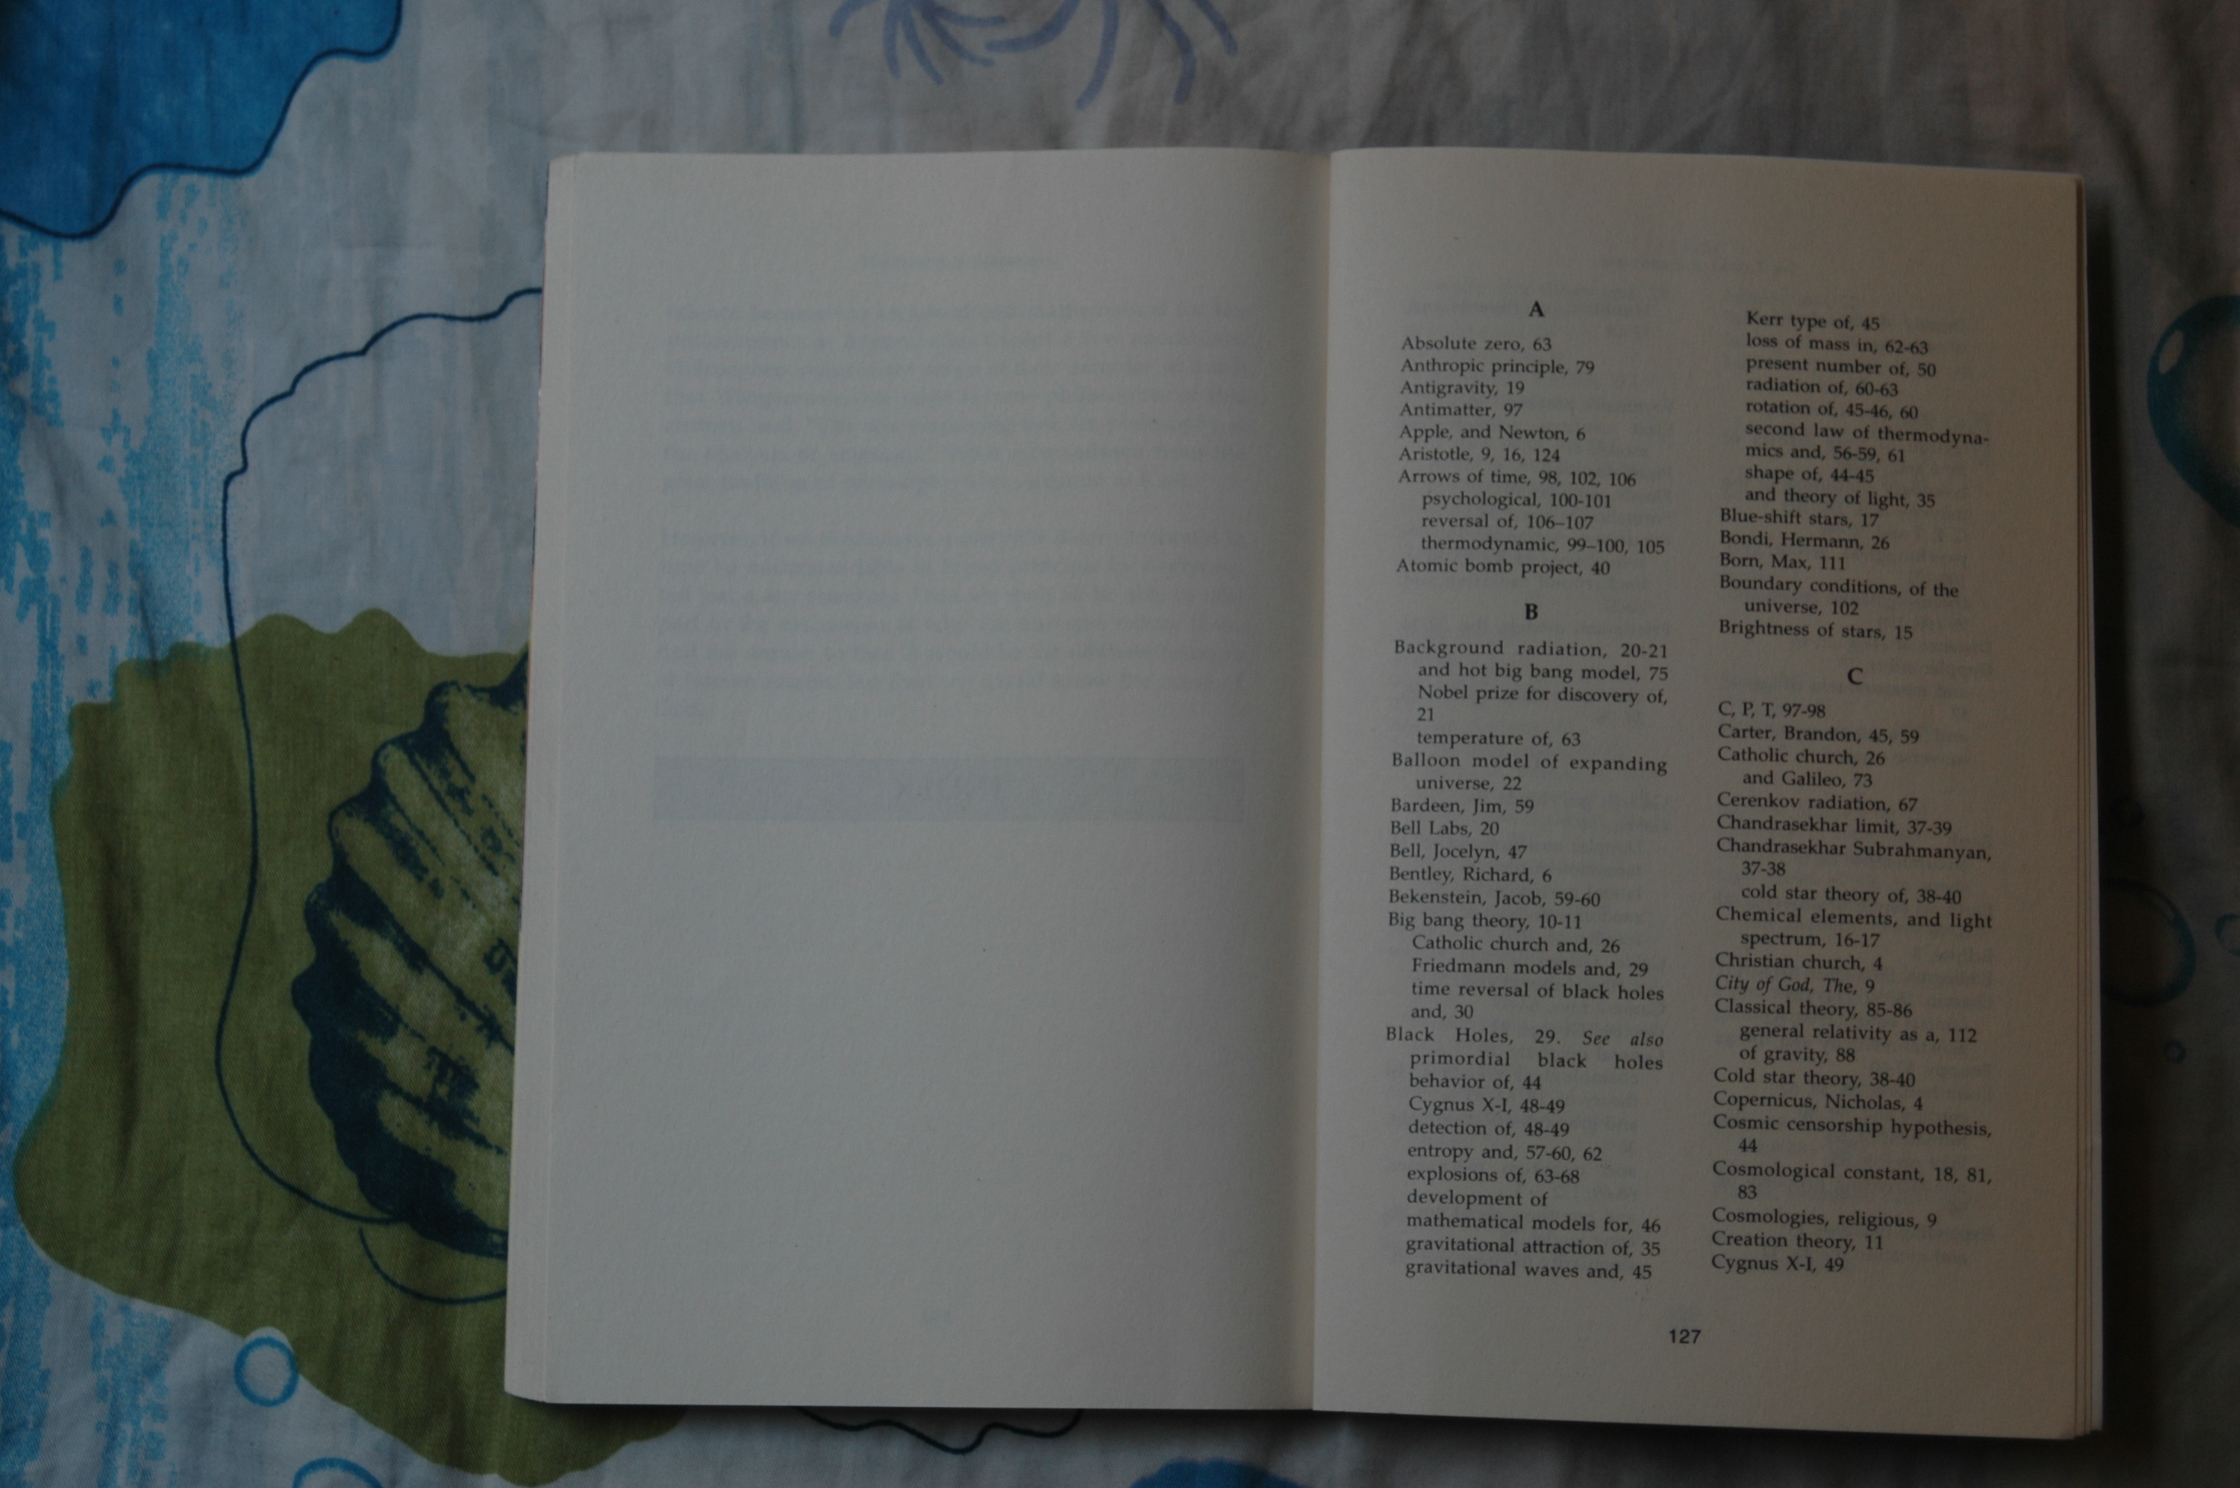 A
Absolute zero, 63
Anthropic principle, 79
Antigravity, 19
Antimatter, 97
Apple, and Newton, 6
Aristotle, 9, 16, 124
Arrows of time, 98, 102, 106
psychological, 100-101
reversal of, 106–107
thermodynamic, 99–100, 105
Atomic bomb project, 40
B
Background radiation, 20-21
and hot big bang model, 75
Nobel prize for discovery of,
21
temperature of, 63
Balloon model of expanding
universe, 22
Bardeen, Jim, 59
Bell Labs, 20
Bell, Jocelyn, 47
Bentley, Richard, 6
Bekenstein, Jacob, 59-60
Big bang theory, 10-11
Catholic church and, 26
Friedmann models and, 29
time reversal of black holes
and, 30
Black Holes, 29. See also
primordial black holes
behavior of, 44
Cygnus X-I, 48-49
detection of, 48-49
entropy and, 57-60, 62
explosions of, 63-68
development of
mathematical models for, 46
gravitational attraction of, 35
gravitational waves and, 45
Kerr type of, 45
loss of mass in, 62-63
present number of, 50
radiation of, 60-63
rotation of, 45-46, 60
second law of thermodyna-
mics and, 56-59, 61
shape of, 44-45
and theory of light, 35
Blue-shift stars, 17
Bondi, Hermann, 26
Born, Max, 111
Boundary conditions, of the
universe, 102
Brightness of stars, 15
C
C, P, T, 97-98
Carter, Brandon, 45, 59
Catholic church, 26
and Galileo, 73
Cerenkov radiation, 67
Chandrasekhar limit, 37-39
Chandrasekhar Subrahmanyan,
37-38
cold star theory of, 38-40
Chemical elements, and light
spectrum, 16-17
Christian church, 4
City of God, The, 9
Classical theory, 85-86
general relativity as a, 112
of gravity, 88
Cold star theory, 38-40
Copernicus, Nicholas, 4
Cosmic censorship hypothesis,
44
Cosmological constant, 18, 81,
83
Cosmologies, religious, 9
Creation theory, 11
Cygnus X-I, 49
127